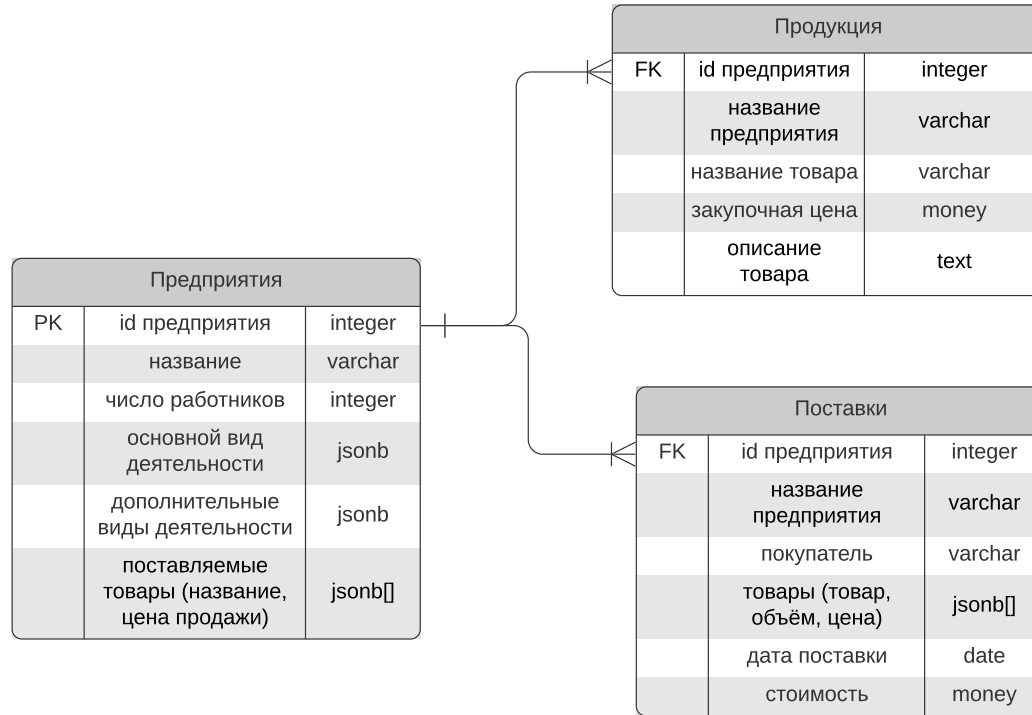 Продукция
FK id предприятия integer
название
предприятия varchar
название товара varchar
закупочная цена money
описание
товара text
Предприятия
PK id предприятия integer
название varchar
число работников integer
основной вид
деятельности jsonb
дополнительные
виды деятельности jsonb
поставляемые
товары (название, jsonb[]
цена продажи)
Поставки
FK id предприятия integer
название
предприятия varchar
покупатель varchar
товары (товар,
объём, цена) jsonb[]
дата поставки date
стоимость money